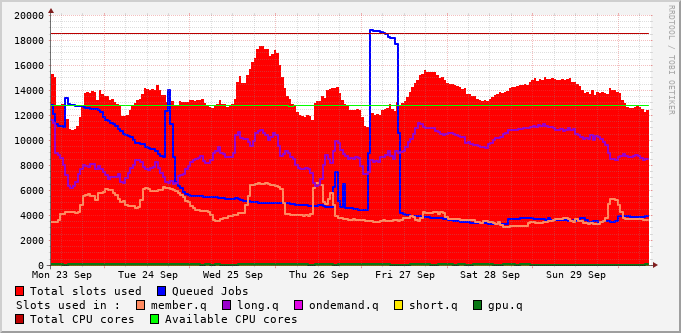 20000
18000
16000
14000
12000
10000
8000
6000
4000
2000
0
Mon 23 Sep Tue 24 Sep Wed 25 Sep Thu 26 Sep Fri 27 Sep Sat 28 Sep Sun 29 Sep
Total slots used Queued Jobs
Slots used in : member.q long.q ondemand.q short.q gpu.q
Total CPU cores Available CPU cores
RRDTOOL / TOBI OETIKER